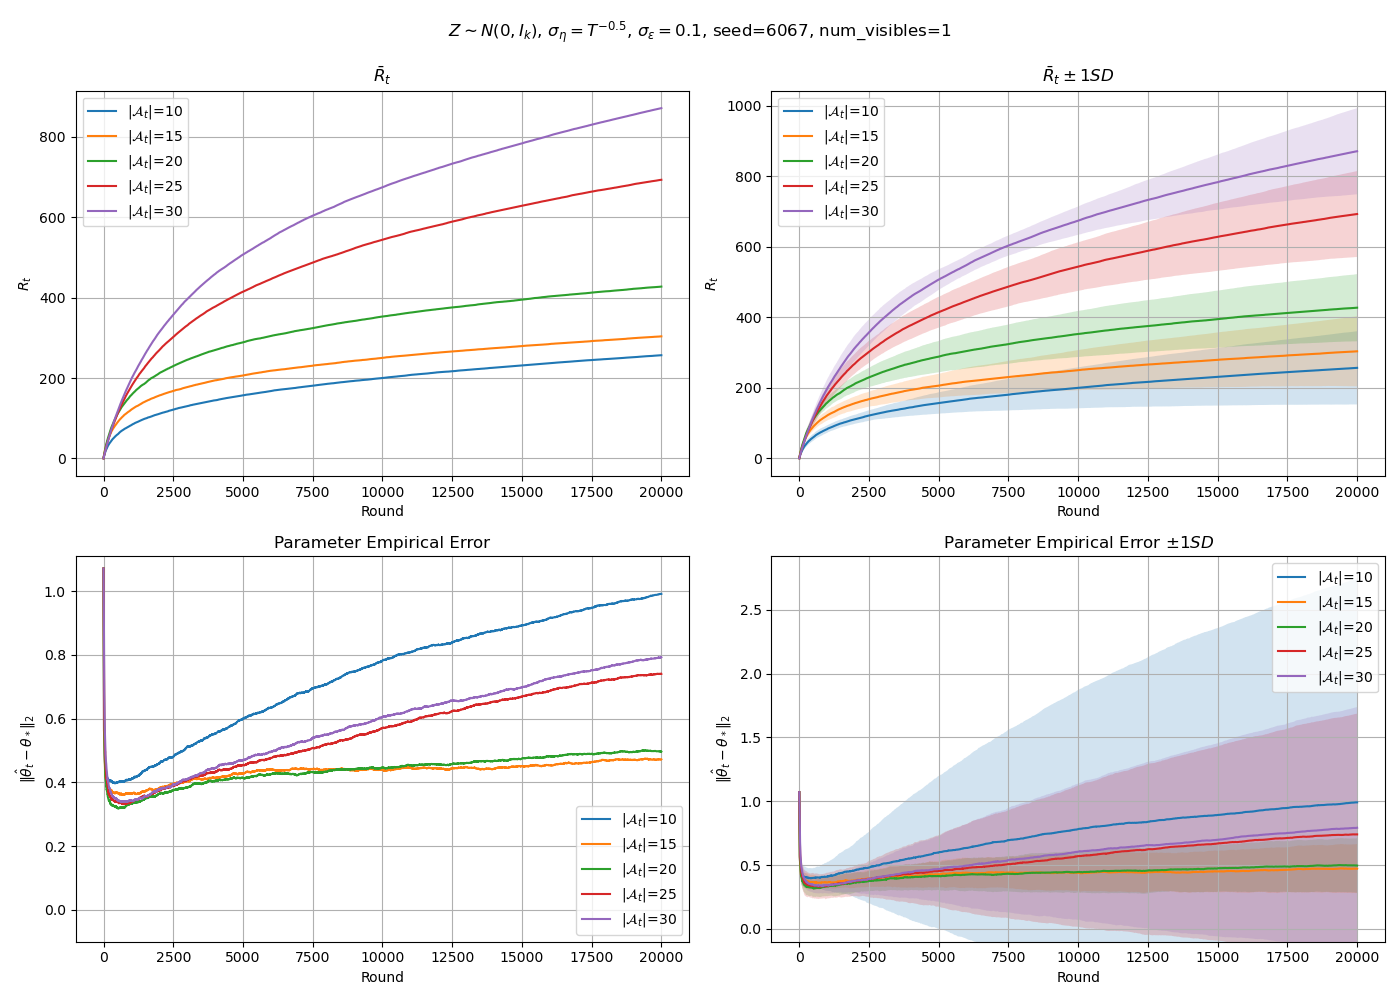 Z ∼ N(0, I_k), σ_η = T^{−0.5}, σ_ε = 0.1, seed=6067, num_visibles=1
R̄_t
R_t
800
600
400
200
0
|𝒜_t|=10
|𝒜_t|=15
|𝒜_t|=20
|𝒜_t|=25
|𝒜_t|=30
0 2500 5000 7500 10000 12500 15000 17500 20000
Round
R̄_t ± 1SD
R_t
1000
800
600
400
200
0
|𝒜_t|=10
|𝒜_t|=15
|𝒜_t|=20
|𝒜_t|=25
|𝒜_t|=30
0 2500 5000 7500 10000 12500 15000 17500 20000
Round
Parameter Empirical Error
‖θ̂_t − θ_*‖_2
1.0
0.8
0.6
0.4
0.2
0.0
|𝒜_t|=10
|𝒜_t|=15
|𝒜_t|=20
|𝒜_t|=25
|𝒜_t|=30
0 2500 5000 7500 10000 12500 15000 17500 20000
Round
Parameter Empirical Error ±1SD
‖θ̂_t − θ_*‖_2
2.5
2.0
1.5
1.0
0.5
0.0
|𝒜_t|=10
|𝒜_t|=15
|𝒜_t|=20
|𝒜_t|=25
|𝒜_t|=30
0 2500 5000 7500 10000 12500 15000 17500 20000
Round